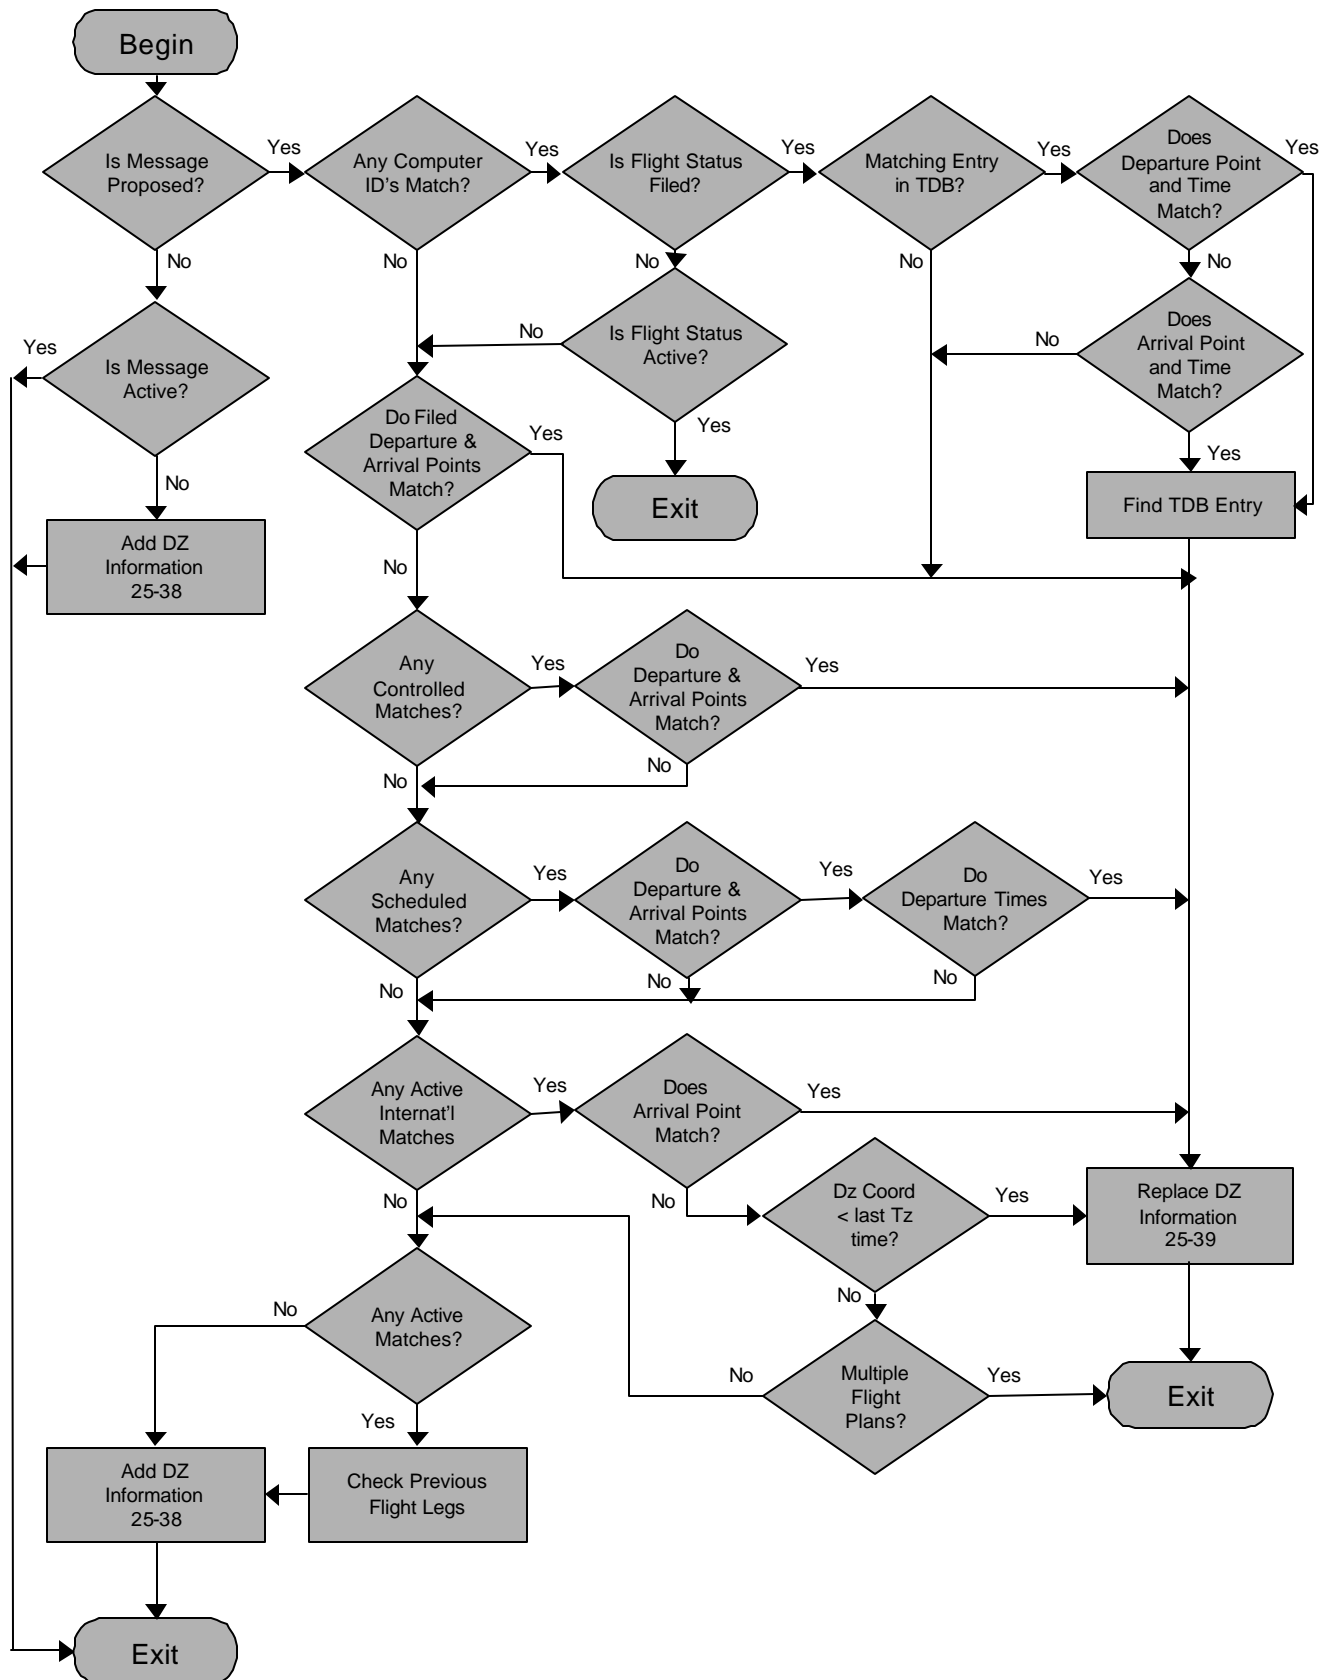 Begin
Is Message
Proposed?
Yes
Any Computer
ID's Match?
Yes
Is Flight Status
Filed?
Yes
Matching Entry
in TDB?
Yes
Does
Departure Point
and Time
Match?
Yes
No
No
No
No
No
Is Message
Active?
Yes
No
Is Flight Status
Active?
No
Does
Arrival Point
and Time
Match?
No
Do Filed
Departure &
Arrival Points
Match?
Yes
Yes
Exit
Yes
Find TDB Entry
Add DZ
Information
25-38
No
Any
Controlled
Matches?
Yes
Do
Departure &
Arrival Points
Match?
Yes
No
No
Any
Scheduled
Matches?
Yes
Do
Departure &
Arrival Points
Match?
Yes
Do
Departure Times
Match?
Yes
No
No
No
Any Active
Internat'l
Matches
Yes
Does
Arrival Point
Match?
Yes
No
No
Dz Coord
< last Tz
time?
Yes
Replace DZ
Information
25-39
No
Any Active
Matches?
No
No
Multiple
Flight
Plans?
Yes
Exit
Yes
Add DZ
Information
25-38
Check Previous
Flight Legs
Exit